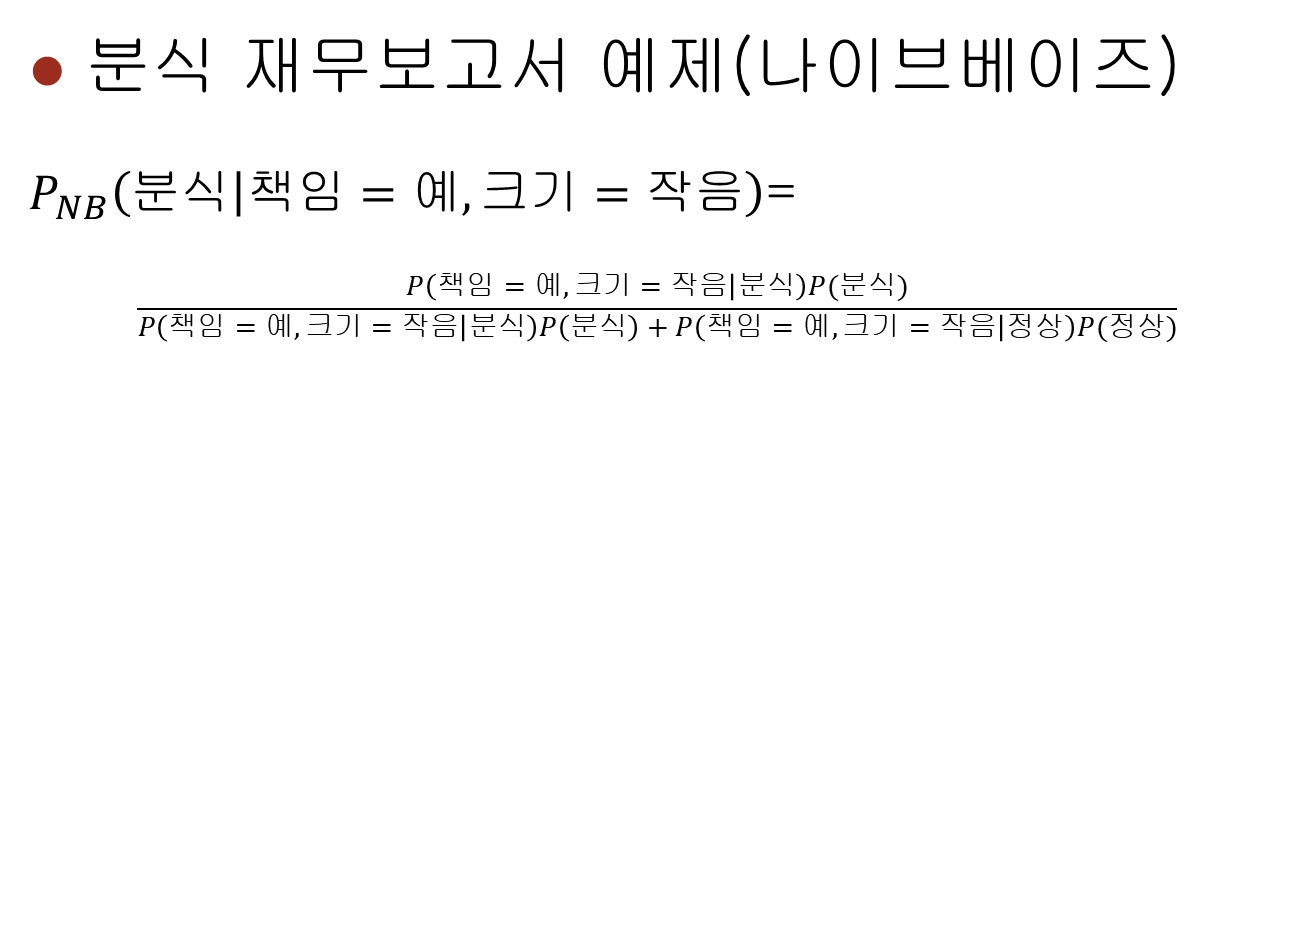 ● 분식 재무보고서 예제(나이브베이즈)
P_{NB}(분식|책임 = 예, 크기 = 작음)=
P(책임 = 예, 크기 = 작음|분식)P(분식)
P(책임 = 예, 크기 = 작음|분식)P(분식) + P(책임 = 예, 크기 = 작음|정상)P(정상)